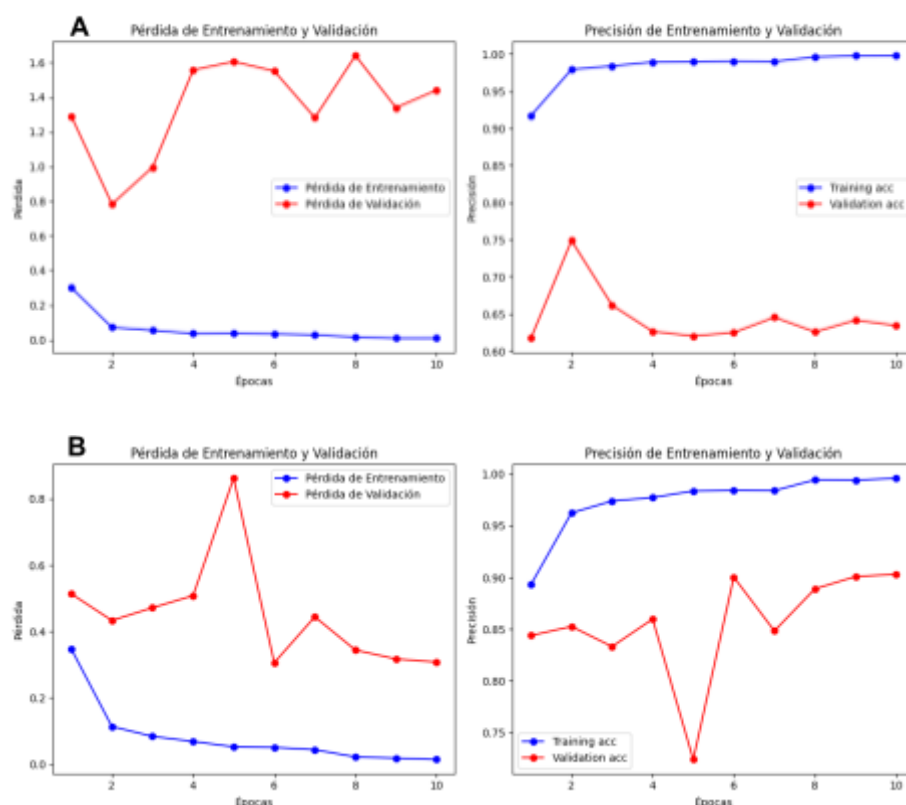 A
Pérdida de Entrenamiento y Validación
1.6
1.4
1.2
1.0
0.8
0.6
0.4
0.2
0.0
Pérdida
Pérdida de Entrenamiento
Pérdida de Validación
2 4 6 8 10
Épocas
Precisión de Entrenamiento y Validación
1.00
0.95
0.90
0.85
0.80
0.75
0.70
0.65
0.60
Precisión
Training acc
Validation acc
2 4 6 8 10
Épocas
B
Pérdida de Entrenamiento y Validación
0.8
0.6
0.4
0.2
0.0
Pérdida
Pérdida de Entrenamiento
Pérdida de Validación
2 4 6 8 10
Épocas
Precisión de Entrenamiento y Validación
1.00
0.95
0.90
0.85
0.80
0.75
Precisión
Training acc
Validation acc
2 4 6 8 10
Épocas